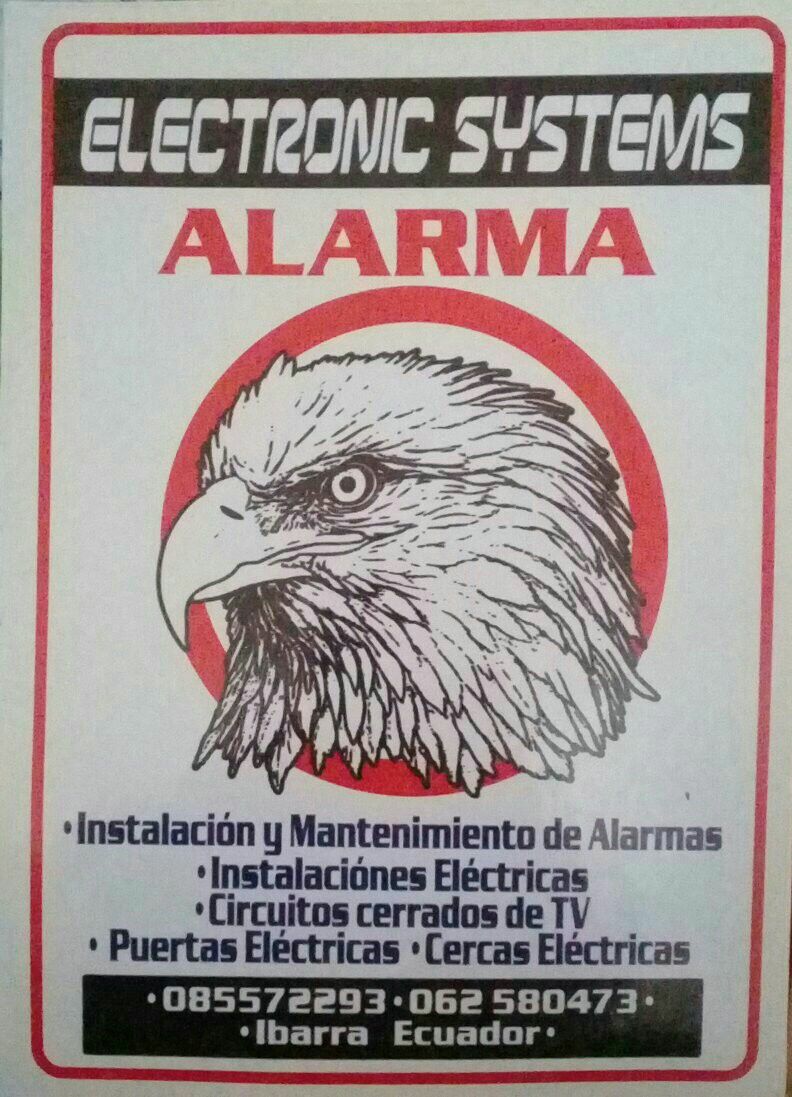 ELECTRONIC SYSTEMS
ALARMA
•Instalación y Mantenimiento de Alarmas
•Instalaciónes Eléctricas
•Circuitos cerrados de TV
• Puertas Eléctricas •Cercas Eléctricas
•085572293•062 580473•
•Ibarra Ecuador•